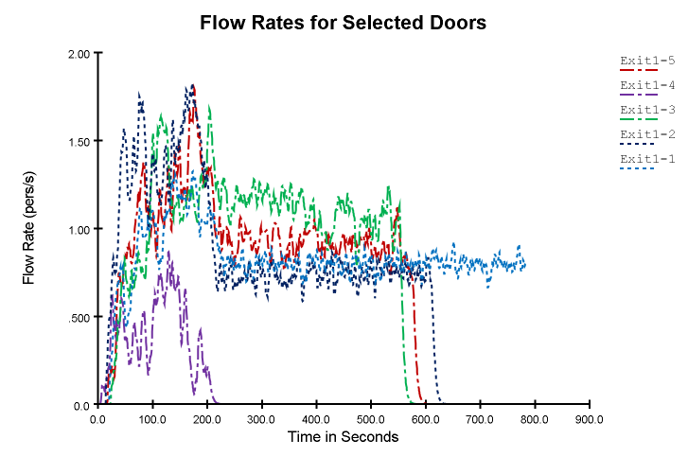 Flow Rates for Selected Doors
2.00
1.50
1.00
.500
0.0
Flow Rate (pers/s)
0.0 100.0 200.0 300.0 400.0 500.0 600.0 700.0 800.0 900.0
Time in Seconds
Exit1-5
Exit1-4
Exit1-3
Exit1-2
Exit1-1